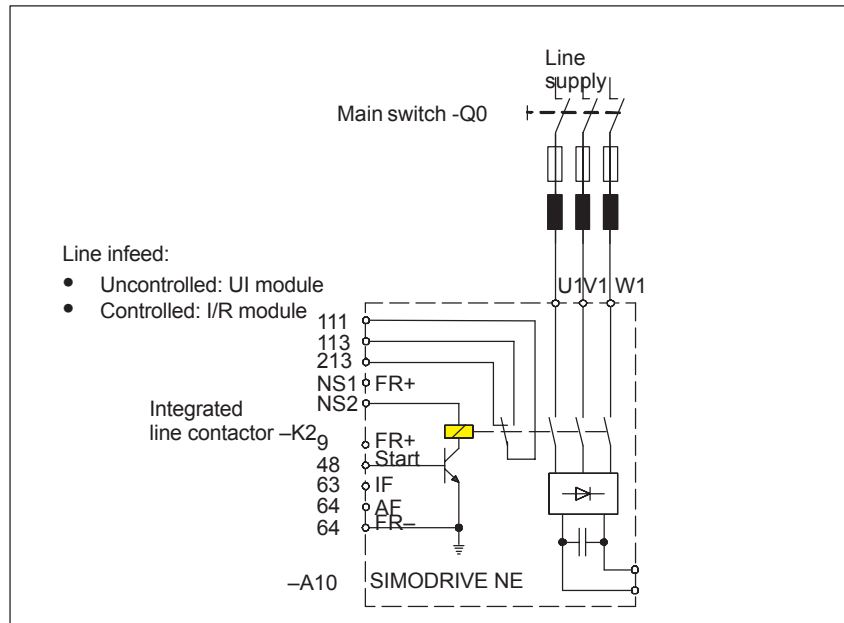 Line
supply
Main switch -Q0
Line infeed:
● Uncontrolled: UI module
● Controlled: I/R module
U1 V1 W1
111
113
213
NS1 FR+
NS2
Integrated
line contactor –K2
9 FR+
48 Start
63 IF
64 AF
64 FR–
–A10 SIMODRIVE NE